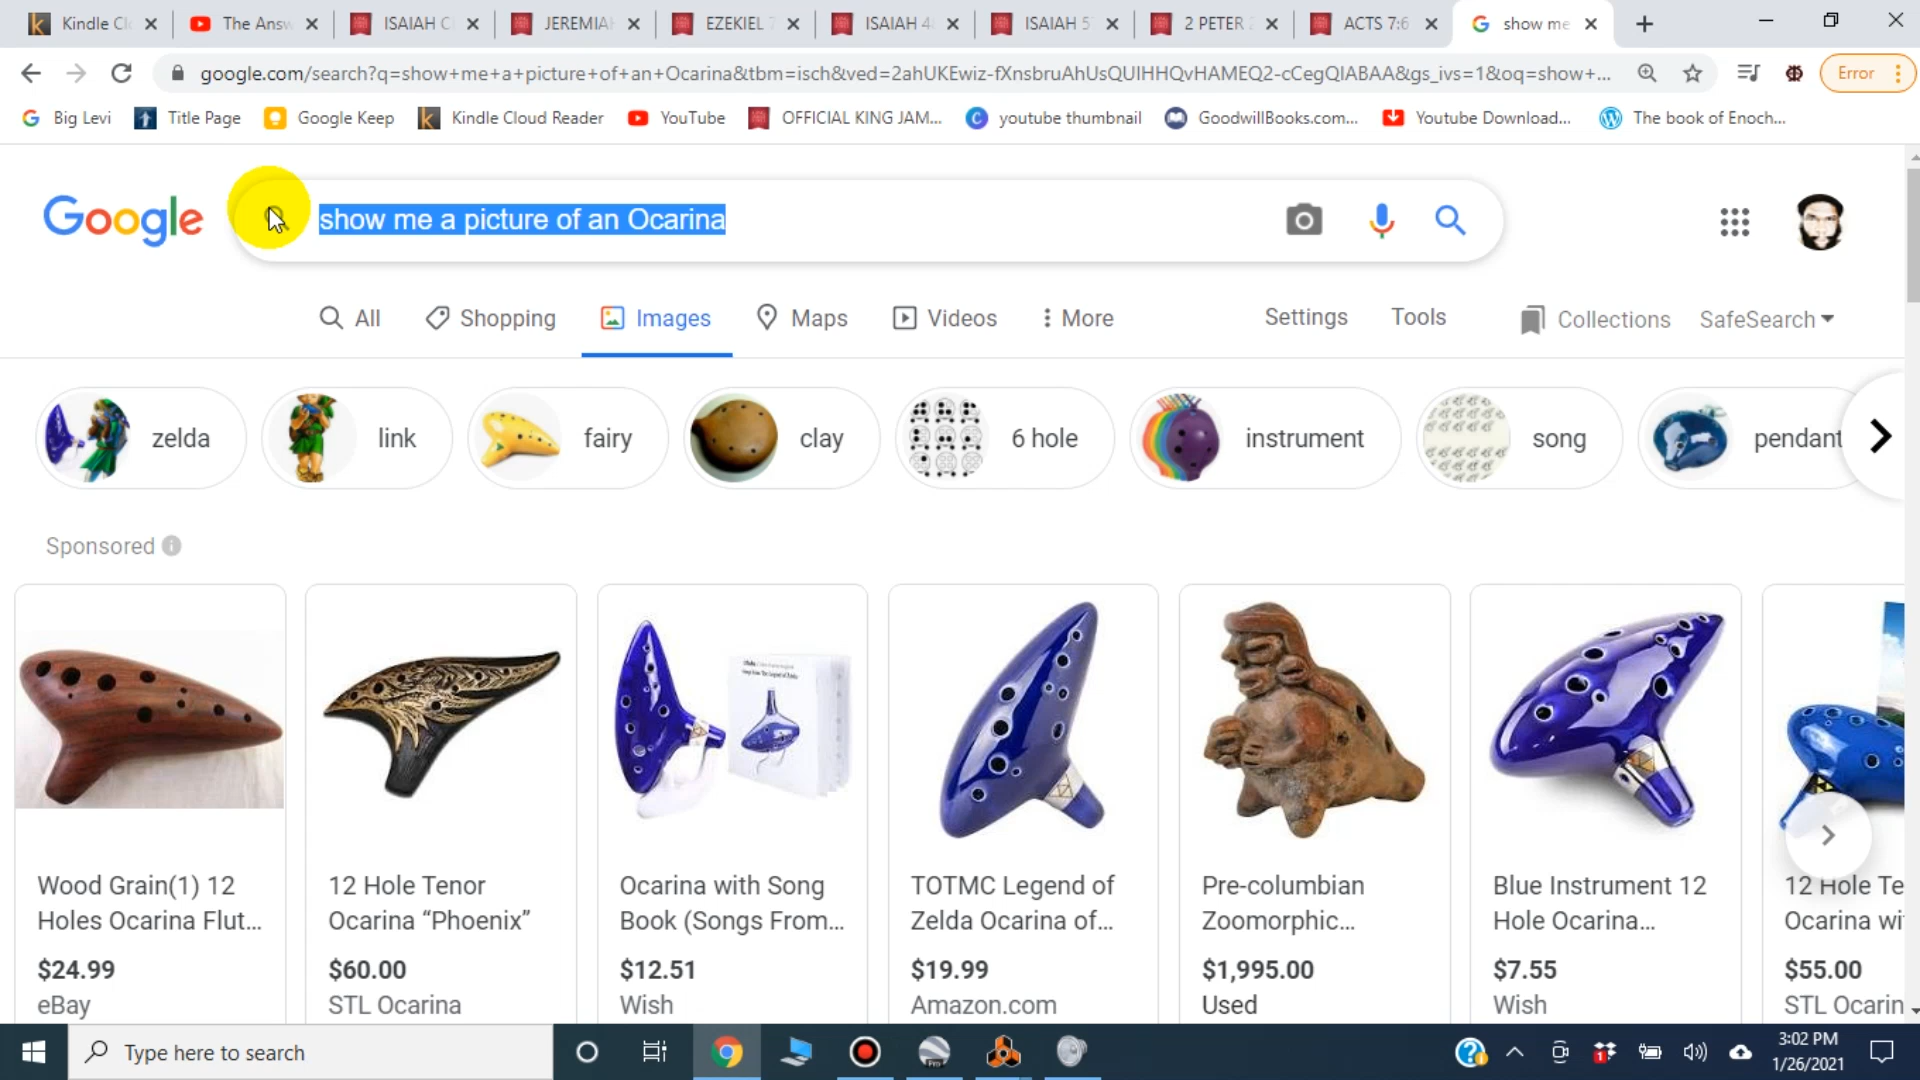 Kindle Cl
The Answ
ISAIAH C
JEREMIAH
EZEKIEL 7
ISAIAH 4
ISAIAH 5
2 PETER 2
ACTS 7:6
show me
google.com/search?q=show+me+a+picture+of+an+Ocarina&tbm=isch&ved=2ahUKEwiz-fXnsbruAhUsQUIHHQvHAMEQ2-cCegQIABAA&gs_ivs=1&oq=show+...
Error
Big Levi
Title Page
Google Keep
Kindle Cloud Reader
YouTube
OFFICIAL KING JAM...
youtube thumbnail
GoodwillBooks.com...
Youtube Download...
The book of Enoch...
Google
show me a picture of an Ocarina
All
Shopping
Images
Maps
Videos
More
Settings
Tools
Collections
SafeSearch
zelda
link
fairy
clay
6 hole
instrument
song
pendant
Sponsored
Wood Grain(1) 12
Holes Ocarina Flut...
$24.99
eBay
12 Hole Tenor
Ocarina “Phoenix”
$60.00
STL Ocarina
Ocarina with Song
Book (Songs From...
$12.51
Wish
TOTMC Legend of
Zelda Ocarina of...
$19.99
Amazon.com
Pre-columbian
Zoomorphic...
$1,995.00
Used
Blue Instrument 12
Hole Ocarina...
$7.55
Wish
12 Hole Te
Ocarina wi
$55.00
STL Ocarin
Type here to search
3:02 PM
1/26/2021